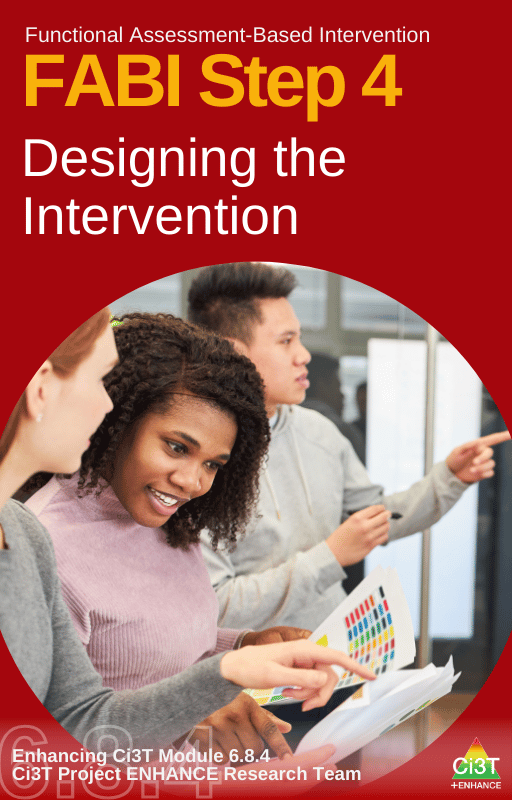 Functional Assessment-Based Intervention
FABI Step 4
Designing the
Intervention
6.8.4
Enhancing Ci3T Module 6.8.4
Ci3T Project ENHANCE Research Team
Ci3T
+ENHANCE